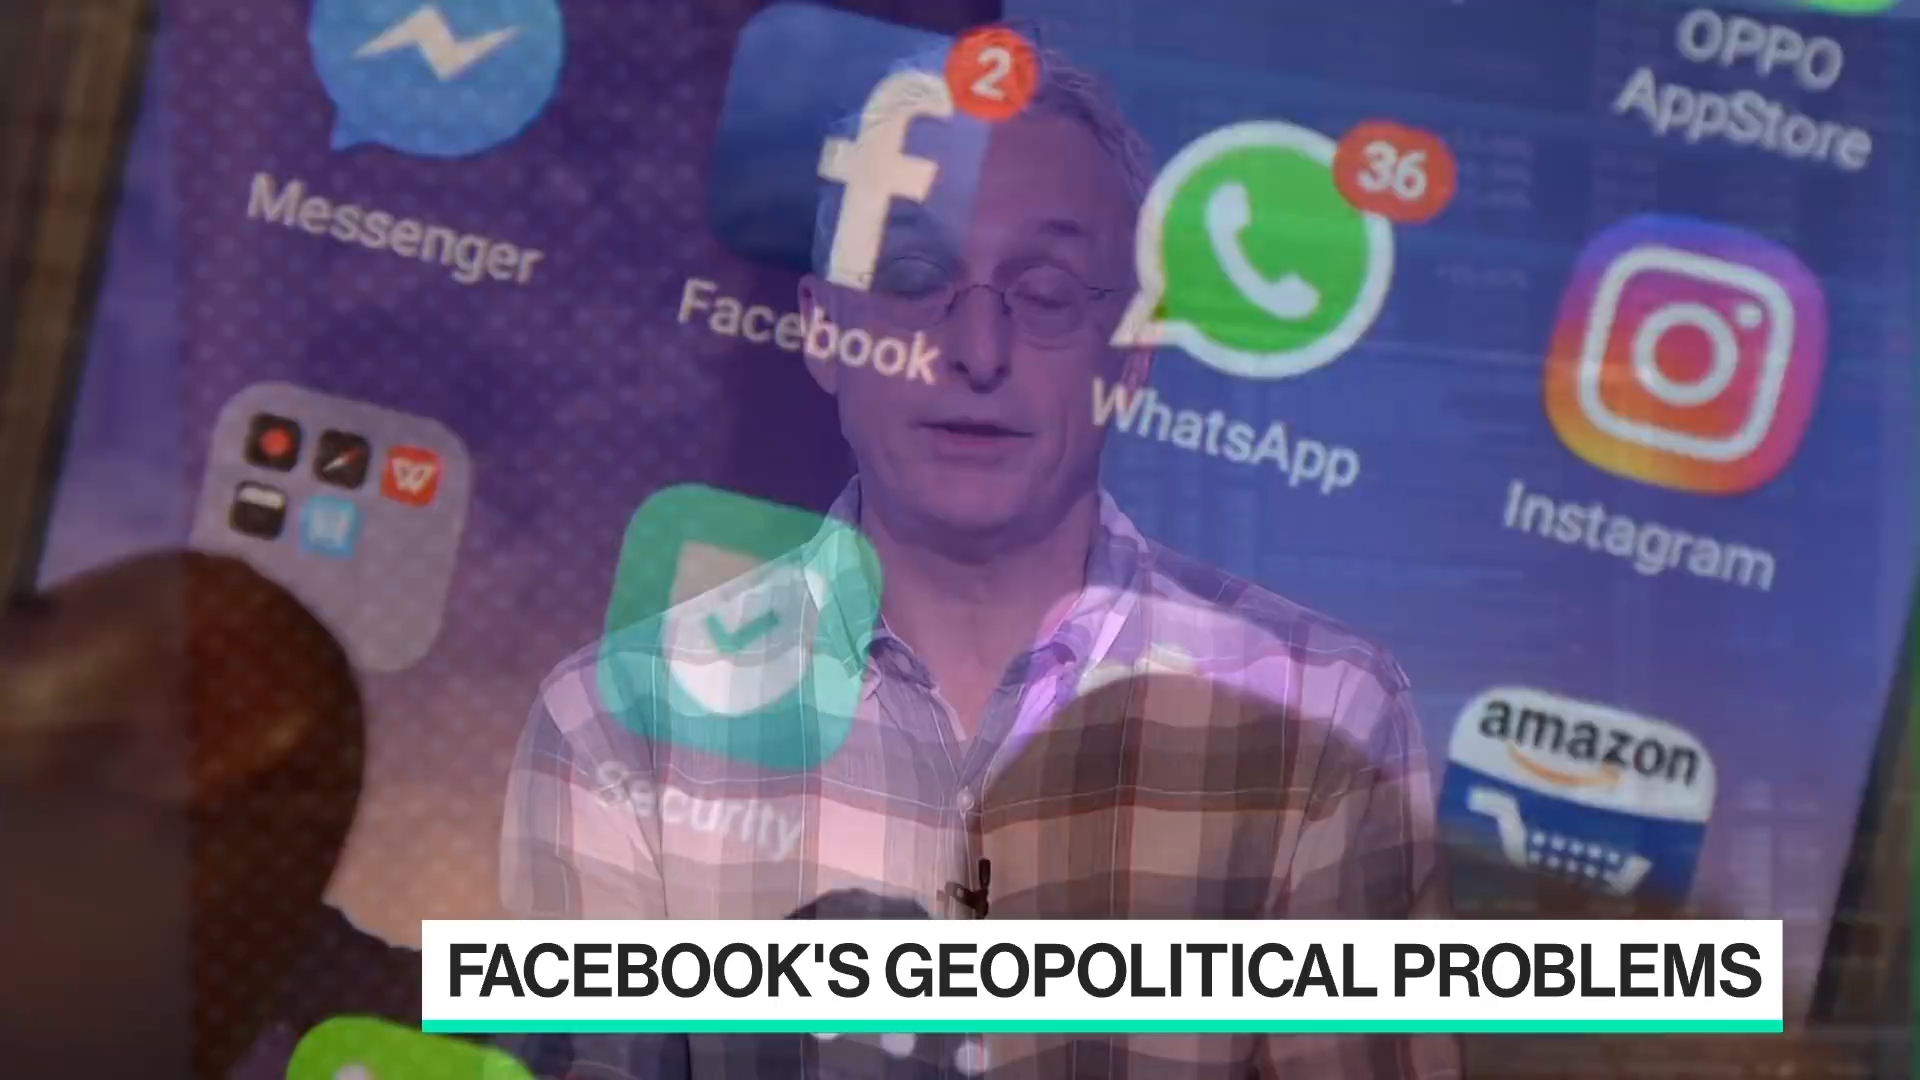 OPPO
AppStore
2
36
Messenger
Facebook
WhatsApp
Instagram
amazon
Security
FACEBOOK'S GEOPOLITICAL PROBLEMS